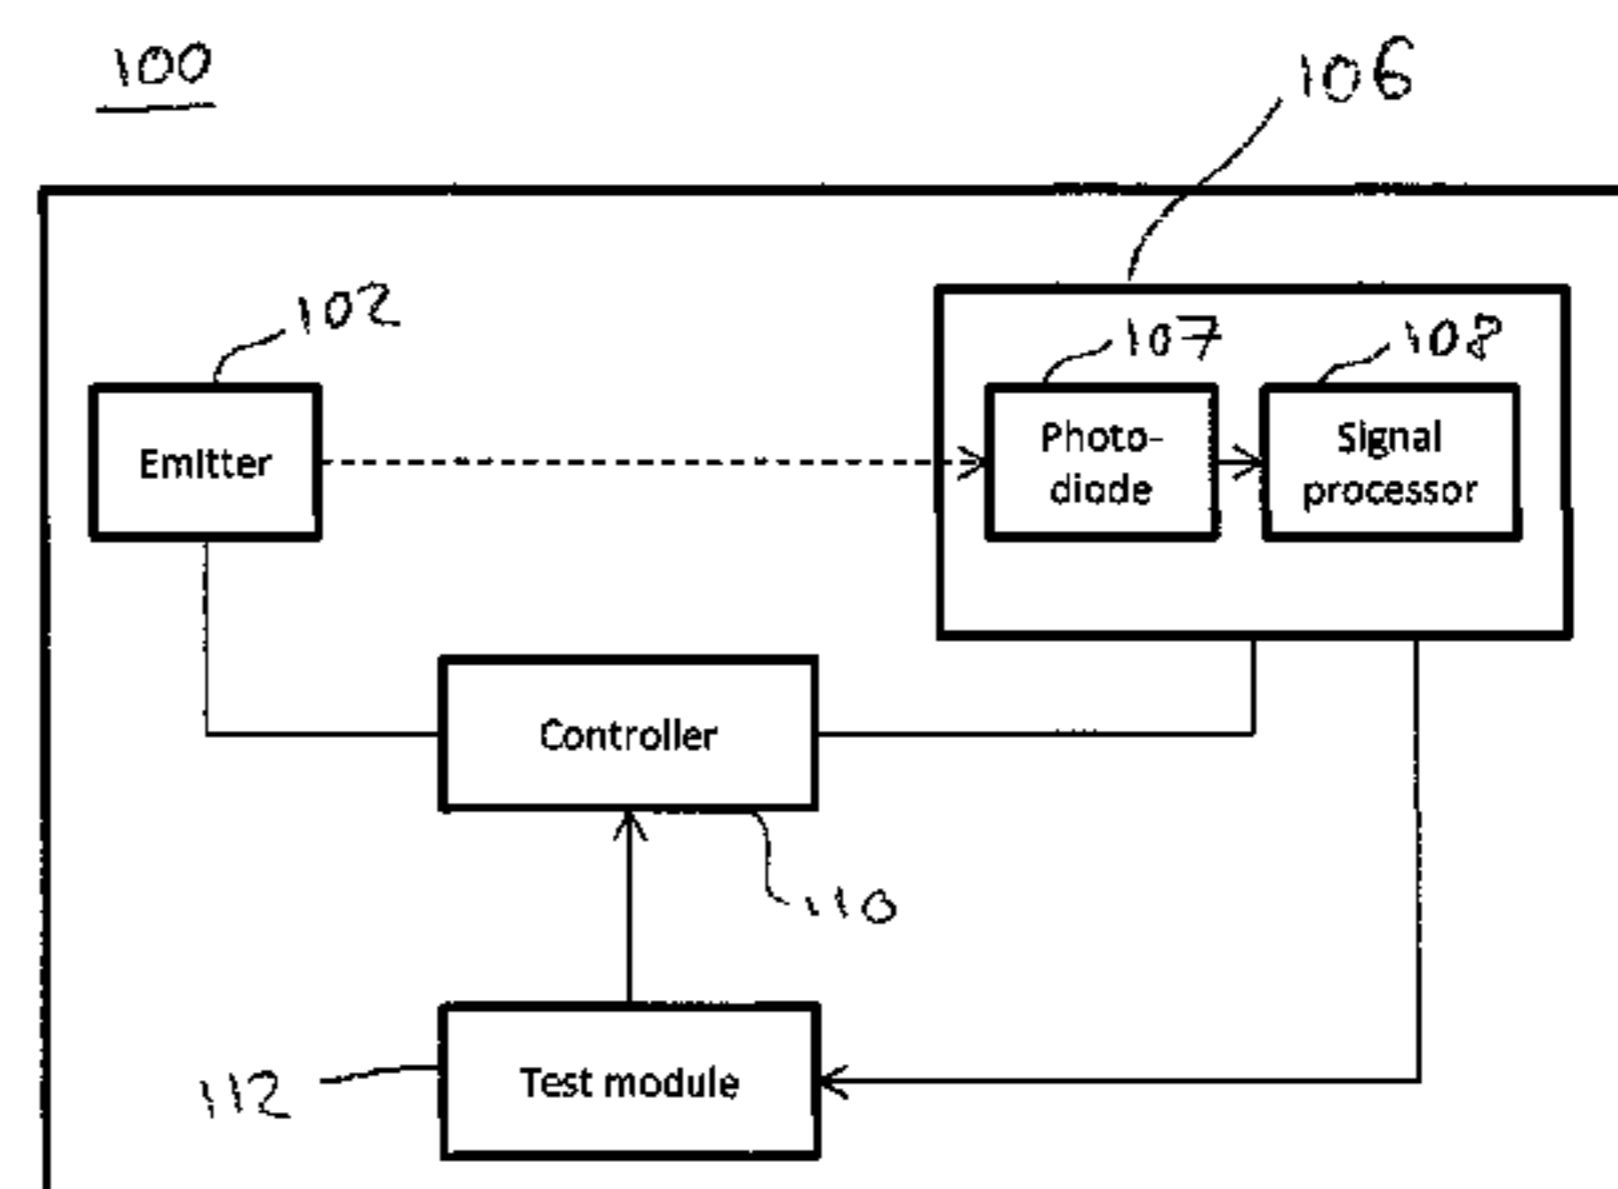 100
106
102
107
108
Emitter
Photo-
diode
Signal
processor
Controller
110
Test module
112